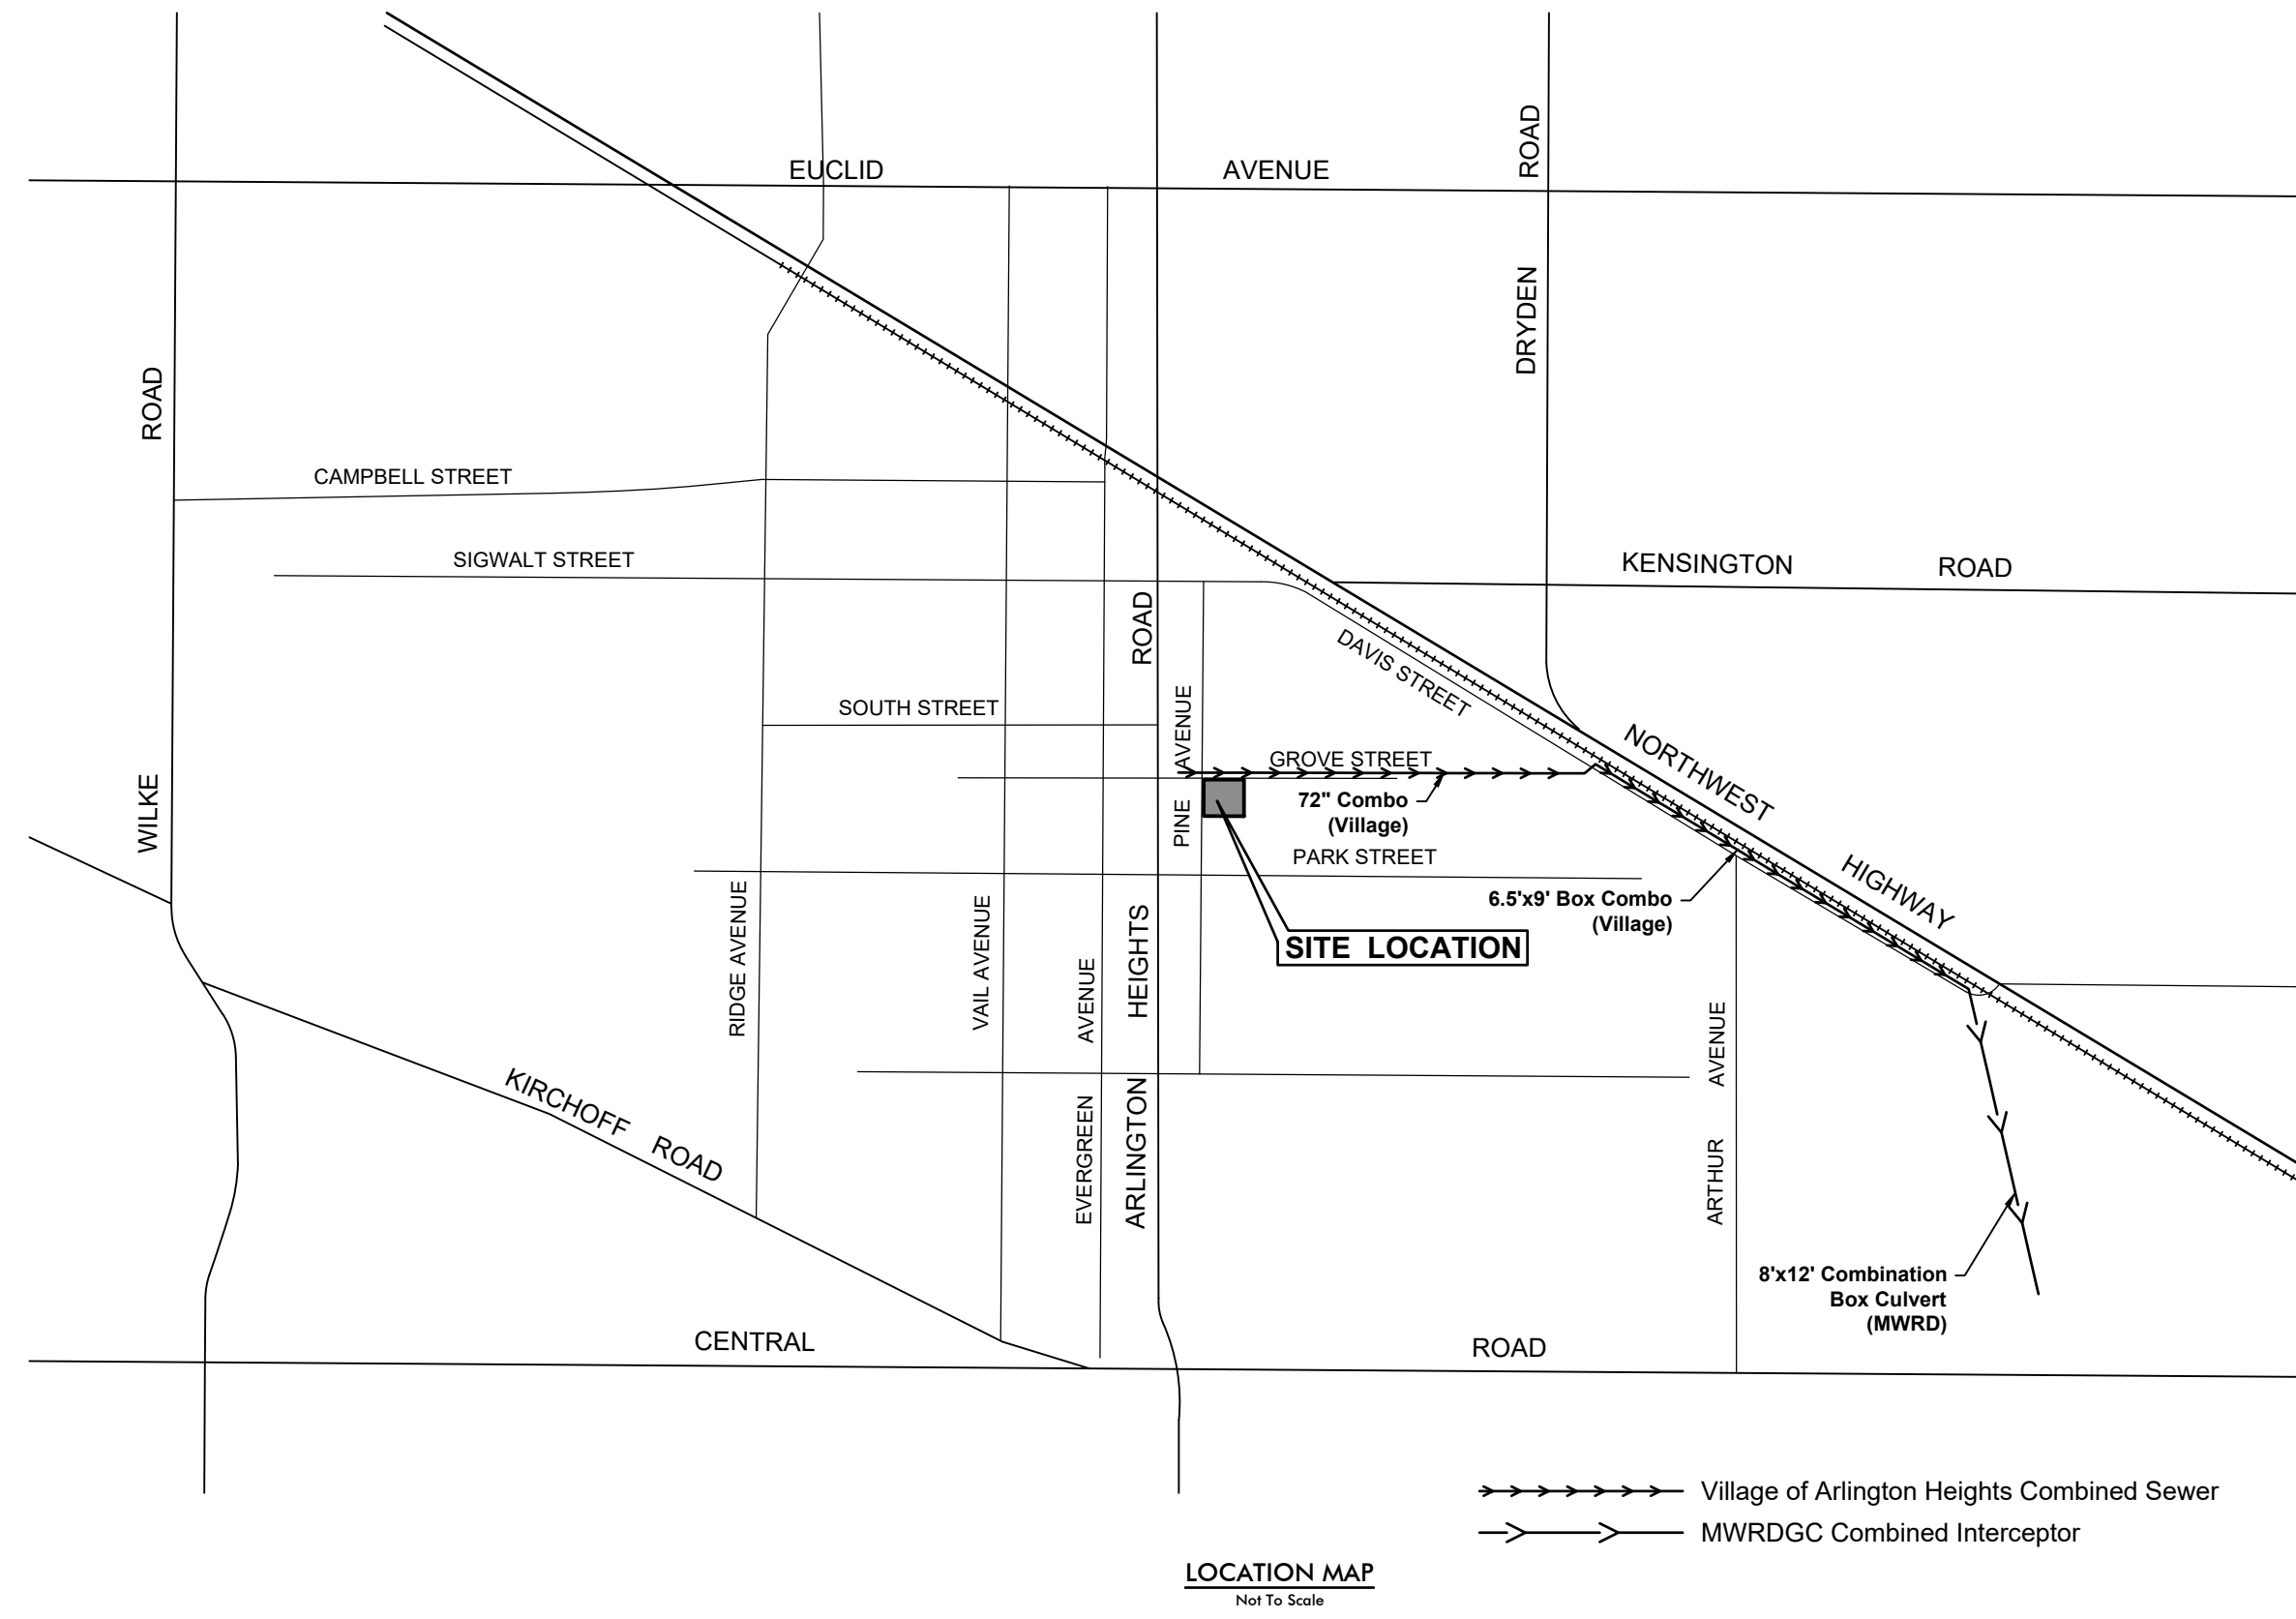 EUCLID AVENUE
ROAD
DRYDEN
ROAD
WILKE
CAMPBELL STREET
SIGWALT STREET
KENSINGTON ROAD
ROAD
DAVIS STREET
SOUTH STREET
AVENUE
PINE
GROVE STREET
NORTHWEST
HIGHWAY
72" Combo
(Village)
PARK STREET
6.5'x9' Box Combo
(Village)
SITE LOCATION
RIDGE AVENUE
VAIL AVENUE
AVENUE
EVERGREEN
HEIGHTS
ARLINGTON
AVENUE
ARTHUR
KIRCHOFF ROAD
8'x12' Combination
Box Culvert
(MWRD)
CENTRAL ROAD
Village of Arlington Heights Combined Sewer
MWRDGC Combined Interceptor
LOCATION MAP
Not To Scale